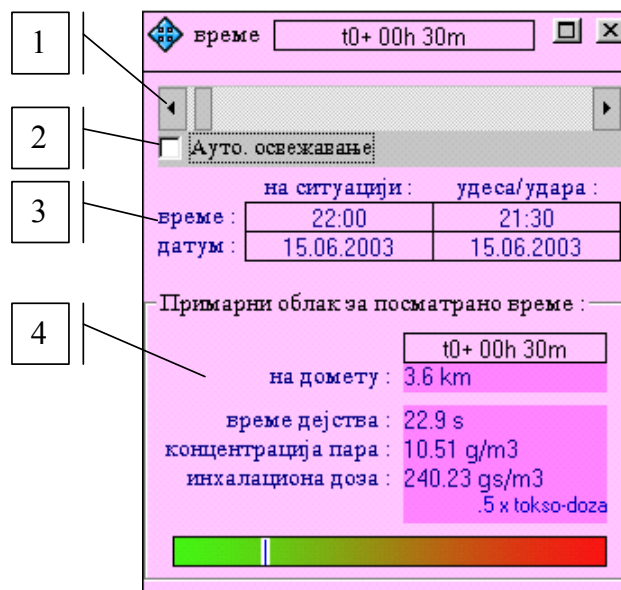 1
време t0+ 00h 30m
2
Ауто. освежавање
3
на ситуацији : удеса/удара :
време : 22:00 21:30
датум : 15.06.2003 15.06.2003
Примарни облак за посматрано време :
4
t0+ 00h 30m
на домету : 3.6 km
време дејства : 22.9 s
концентрација пара : 10.51 g/m3
инхалациона доза : 240.23 gs/m3
.5 x tokso-doza